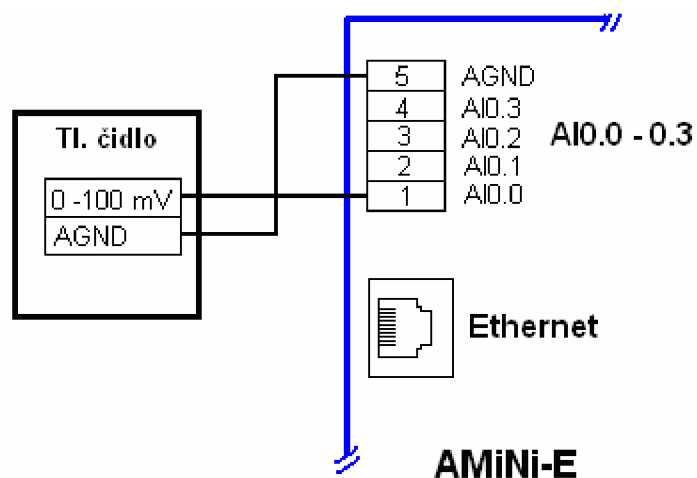 Tl. čidlo
0 -100 mV
AGND
5 AGND
4 AI0.3
3 AI0.2
2 AI0.1
1 AI0.0
AI0.0 - 0.3
Ethernet
AMiNi-E